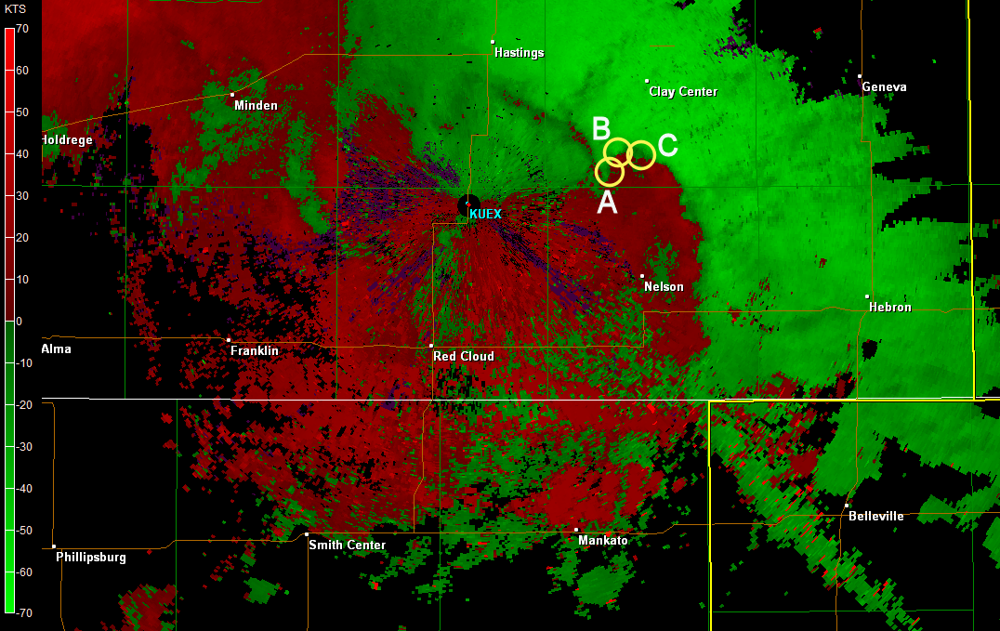 KTS
70
60
50
40
30
20
10
0
-10
-20
-30
-40
-50
-60
-70
Hastings
Clay Center
Geneva
Minden
Holdrege
B
C
A
KUEX
Nelson
Hebron
Alma
Franklin
Red Cloud
Belleville
Mankato
Smith Center
Phillipsburg